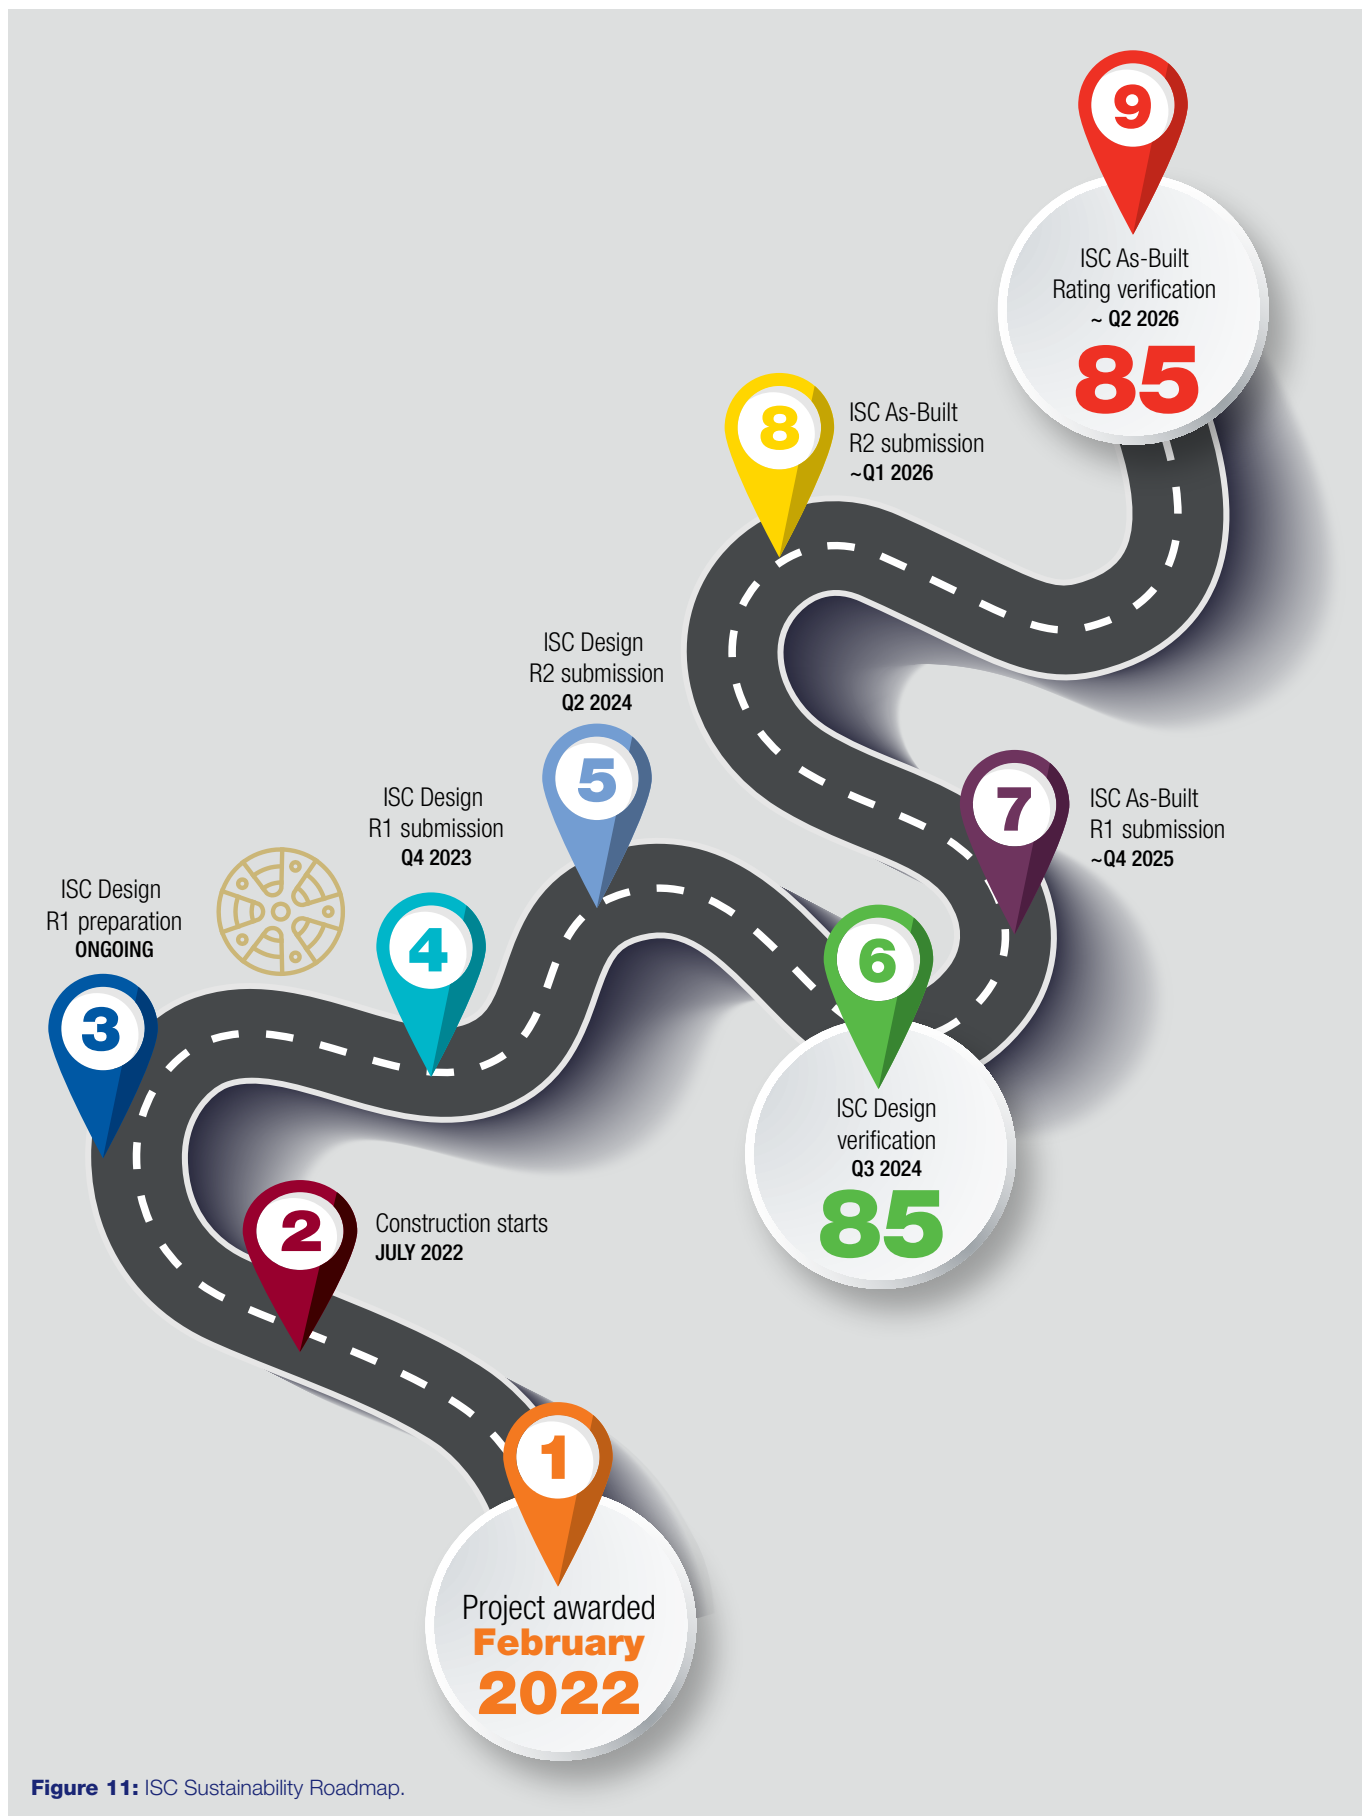 9
ISC As-Built
Rating verification
~ Q2 2026
85
8
ISC As-Built
R2 submission
~Q1 2026
ISC Design
R2 submission
Q2 2024
5
7
ISC As-Built
R1 submission
~Q4 2025
ISC Design
R1 submission
Q4 2023
4
6
ISC Design
verification
Q3 2024
85
ISC Design
R1 preparation
ONGOING
3
2
Construction starts
JULY 2022
1
Project awarded
February
2022
Figure 11: ISC Sustainability Roadmap.